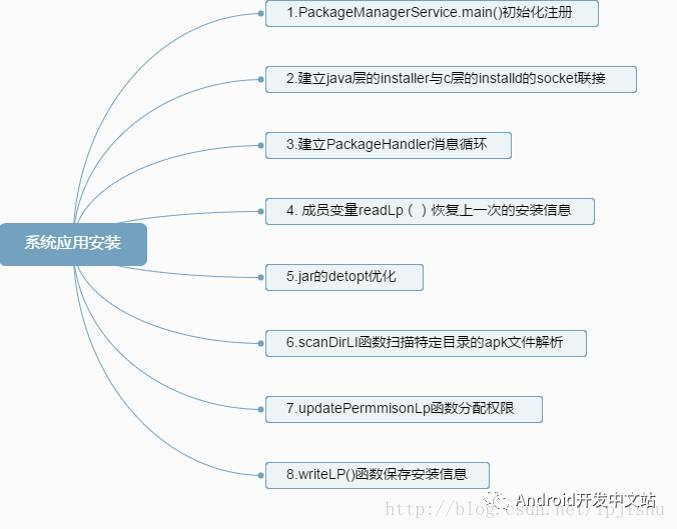 1.PackageManagerService.main()初始化注册
2.建立java层的installer与c层的installd的socket联接
3.建立PackageHandler消息循环
4. 成员变量readLp（ ）恢复上一次的安装信息
系统应用安装
5.jar的detopt优化
6.scanDirLI函数扫描特定目录的apk文件解析
7.updatePermmisonLp函数分配权限
8.writeLP()函数保存安装信息
Android开发中文站
http://blog.csdn.net/ipjishu